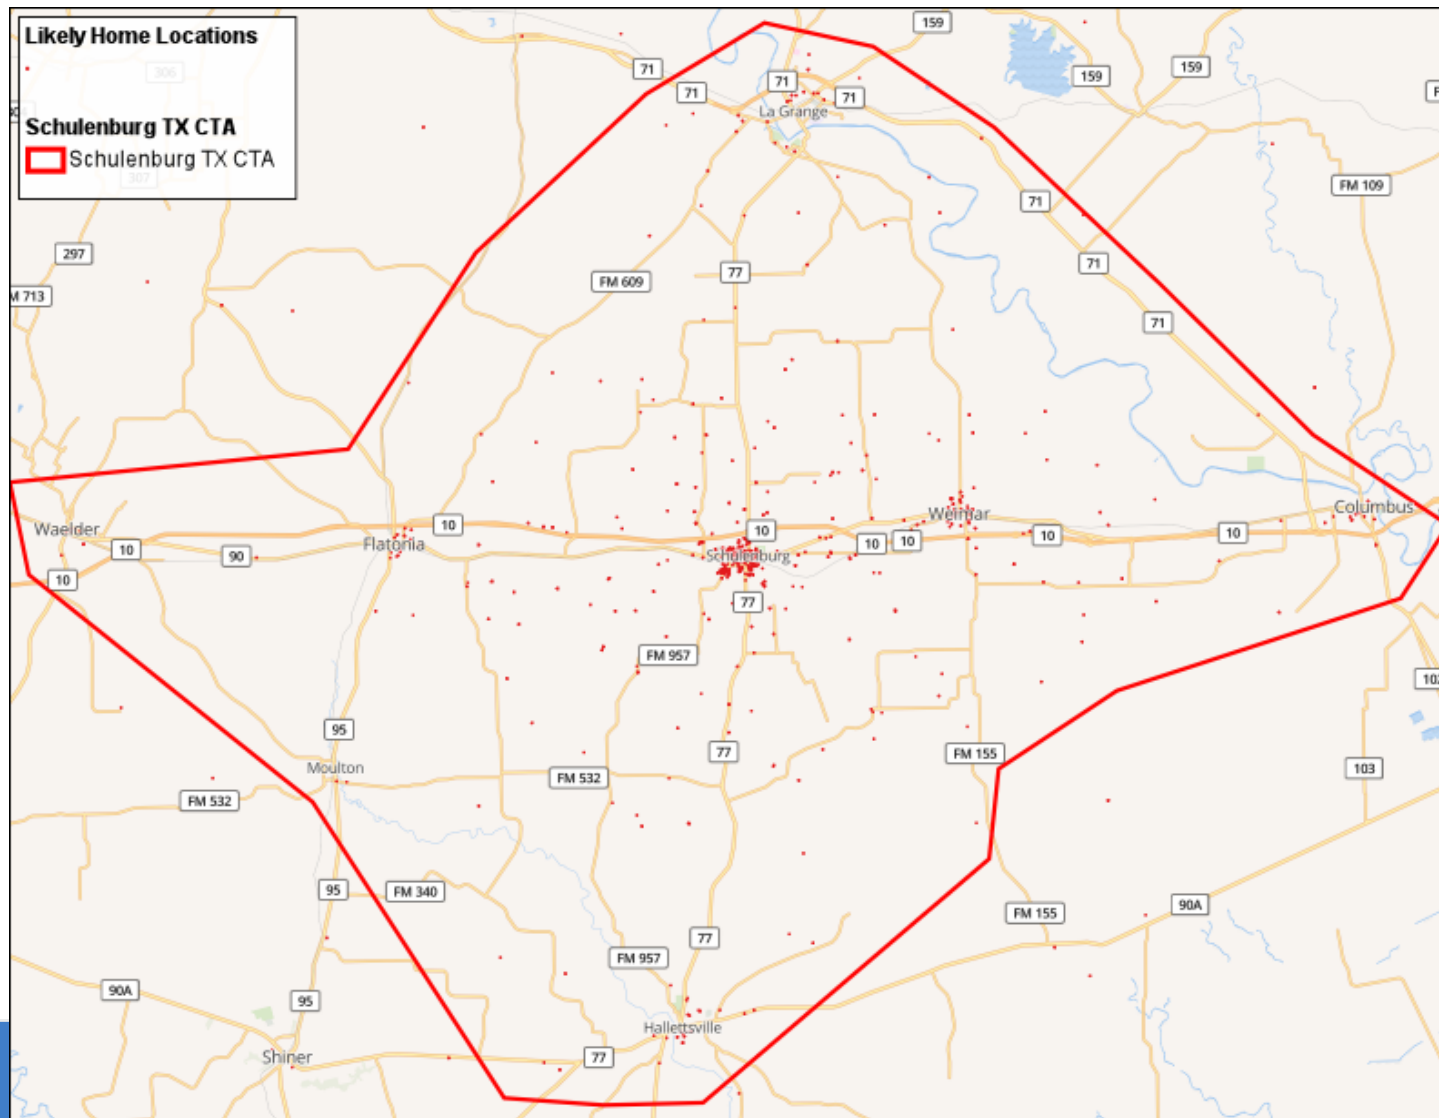 Likely Home Locations
306
Schulenburg TX CTA
Schulenburg TX CTA
307
159
71
71
71
71
La Grange
159
159
FM 109
71
297
71
M 713
FM 609
77
71
Waelder
10
90
10
Flatonia
10
10
Schulenburg
10
10
Weimar
10
10
Columbus
77
FM 957
95
Moulton
77
FM 155
FM 532
FM 532
103
95
FM 340
90A
FM 155
77
FM 957
90A
95
Hallettsville
Shiner
77